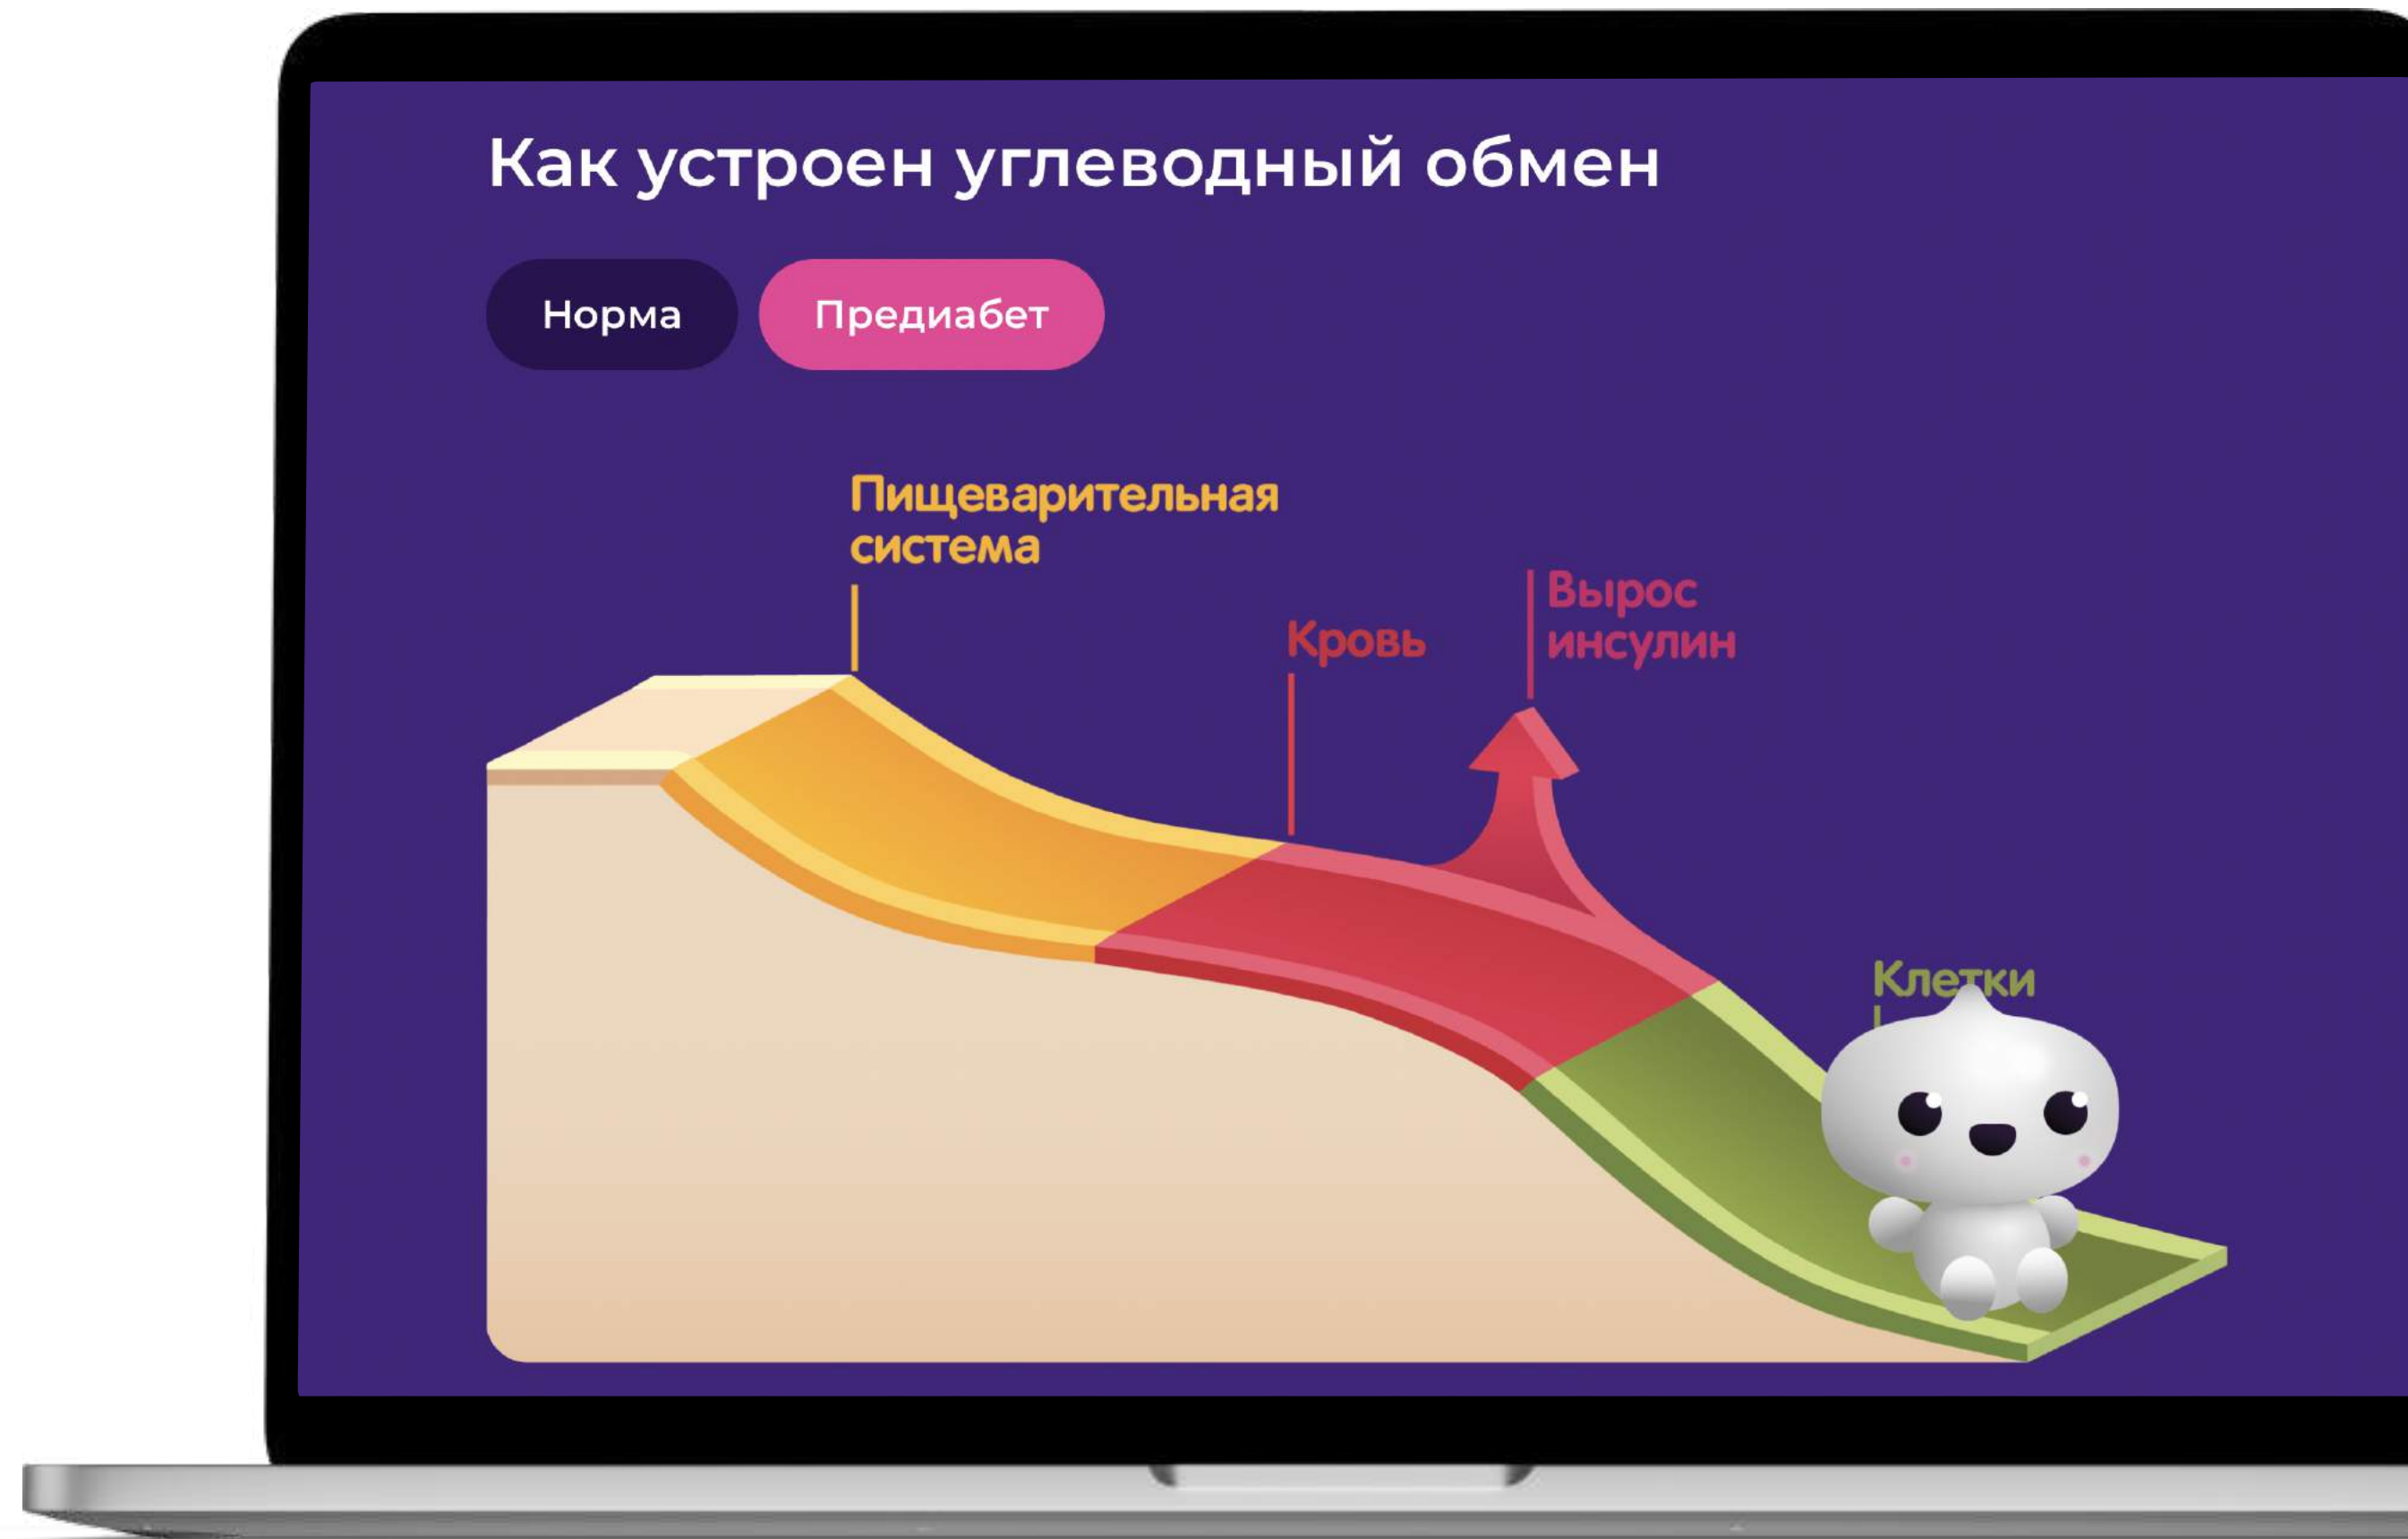 Как устроен углеводный обмен
Норма
Предиабет
Пищеварительная
система
Кровь
Вырос
инсулин
Клетки